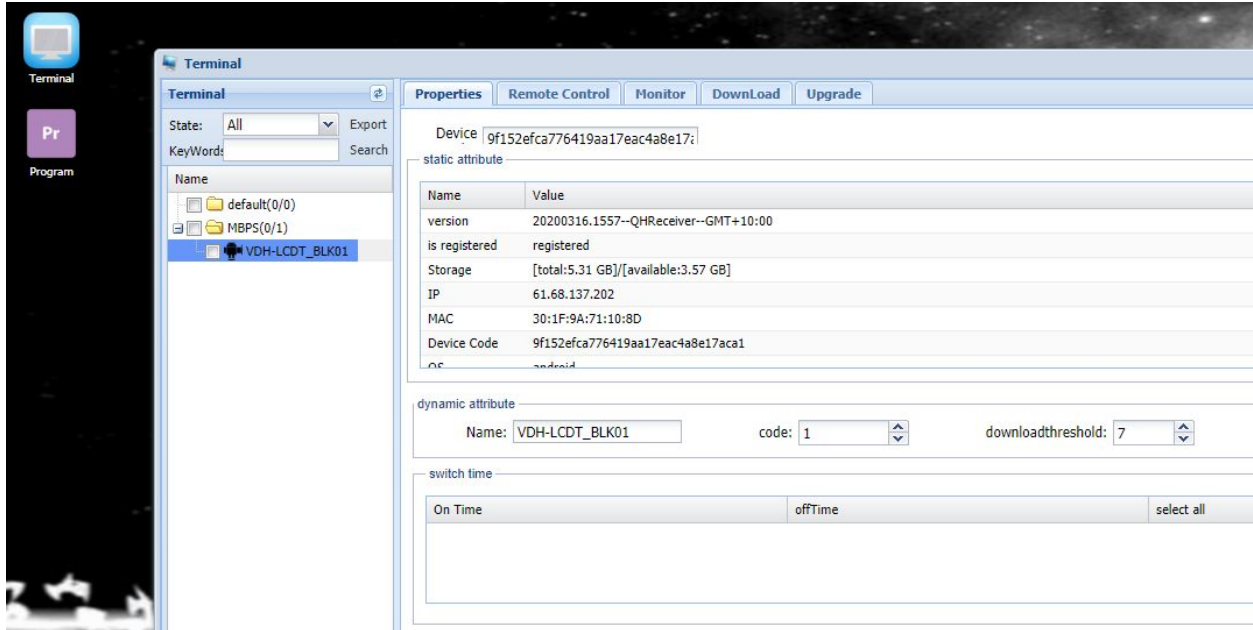 Terminal
Pr
Program
Terminal
Terminal
State: All Export
KeyWords Search
Name
default(0/0)
MBPS(0/1)
VDH-LCDT_BLK01
Properties Remote Control Monitor DownLoad Upgrade
Device 9f152efca776419aa17eac4a8e17a
static attribute
Name Value
version 20200316.1557--QHReceiver--GMT+10:00
is registered registered
Storage [total:5.31 GB]/[available:3.57 GB]
IP 61.68.137.202
MAC 30:1F:9A:71:10:8D
Device Code 9f152efca776419aa17eac4a8e17aca1
OS android
dynamic attribute
Name: VDH-LCDT_BLK01 code: 1 downloadthreshold: 7
switch time
On Time offTime select all